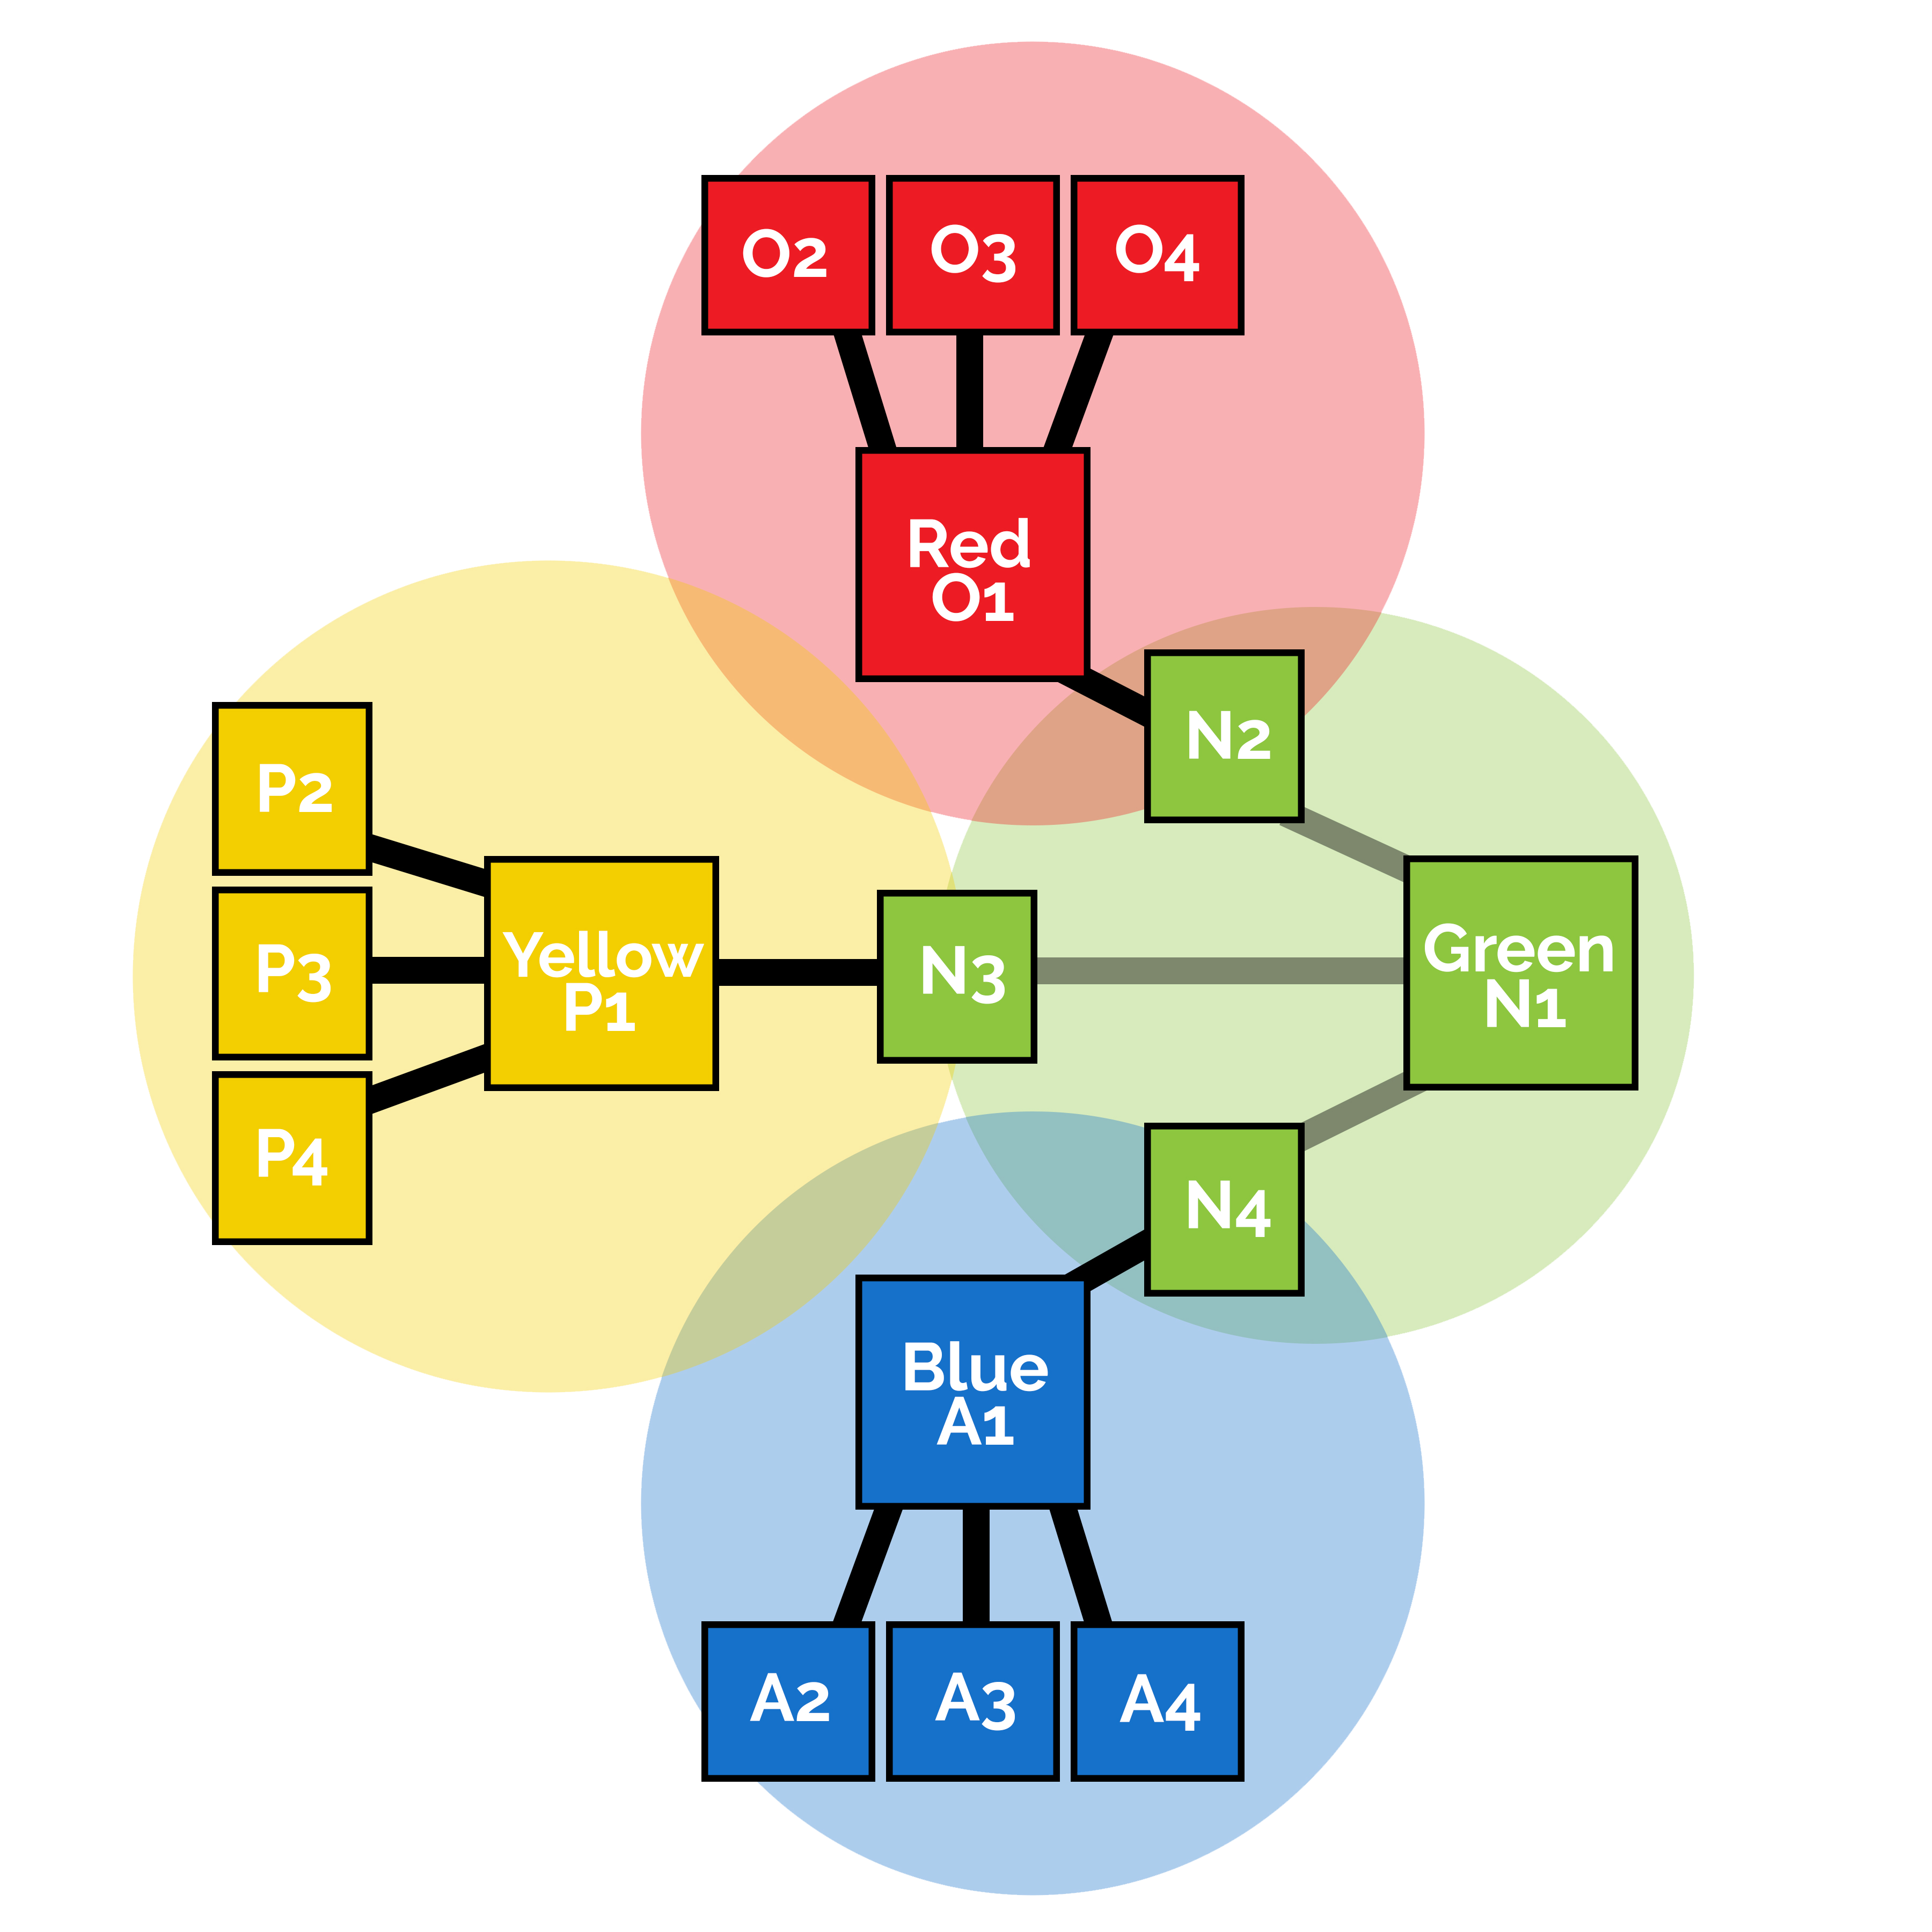 O2
O3
O4
Red
O1
N2
P2
P3
P4
Yellow
P1
N3
Green
N1
N4
Blue
A1
A2
A3
A4